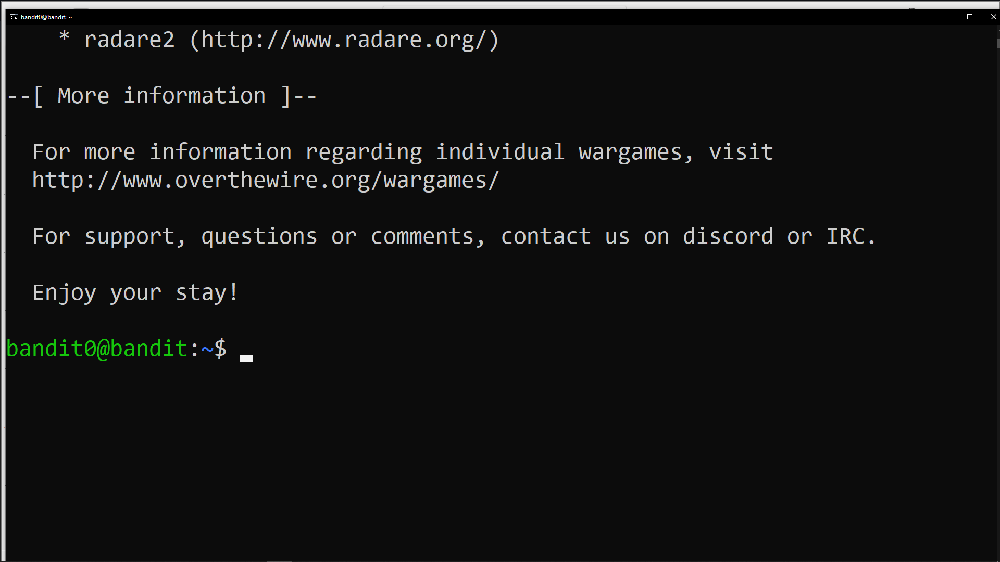 bandit0@bandit: ~
* radare2 (http://www.radare.org/)
--[ More information ]--
For more information regarding individual wargames, visit
http://www.overthewire.org/wargames/
For support, questions or comments, contact us on discord or IRC.
Enjoy your stay!
bandit0@bandit:~$